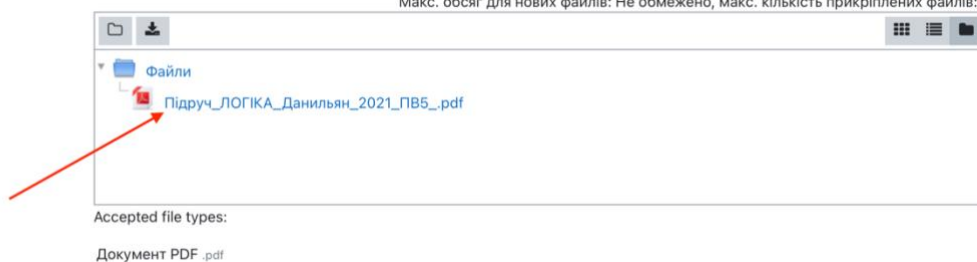 Макс. обсяг для нових файлів: Не обмежено, макс. кількість прикріплених файлів:
Файли
Підруч_ЛОГІКА_Данильян_2021_ПВ5_.pdf
Accepted file types:
Документ PDF .pdf